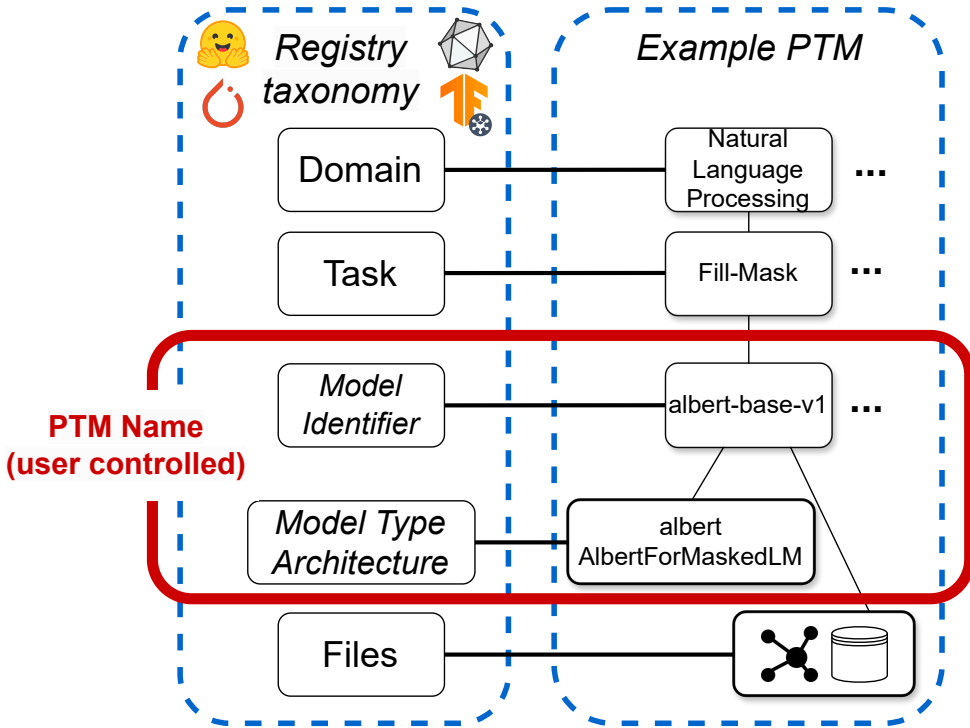 Registry
taxonomy
Example PTM
Domain
Natural
Language
Processing
...
Task
Fill-Mask
...
Model
Identifier
albert-base-v1
...
PTM Name
(user controlled)
Model Type
Architecture
albert
AlbertForMaskedLM
Files